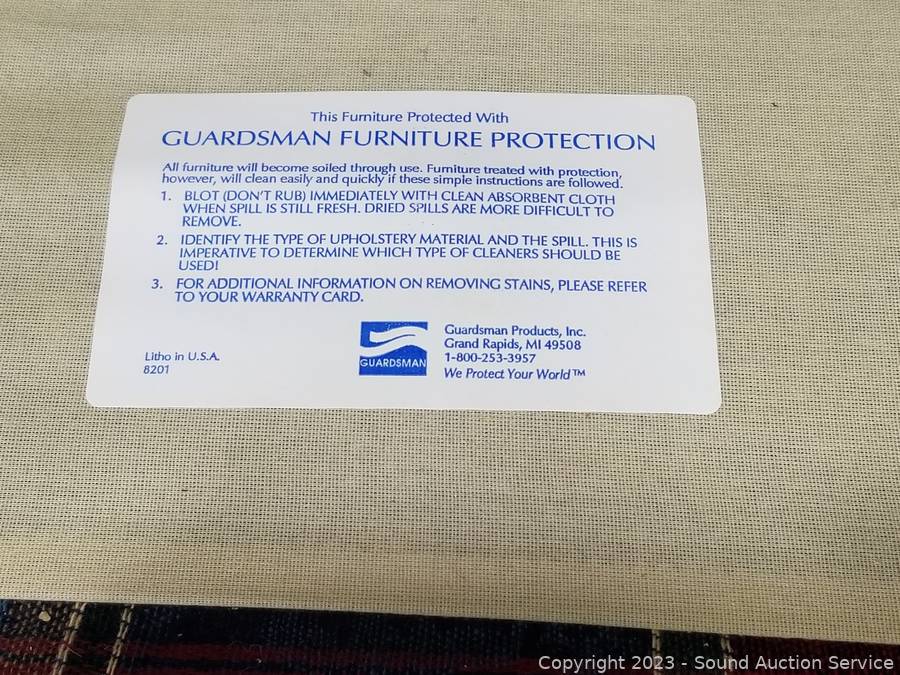 This Furniture Protected With
GUARDSMAN FURNITURE PROTECTION
All furniture will become soiled through use. Furniture treated with protection,
however, will clean easily and quickly if these simple instructions are followed.
1. BLOT (DON'T RUB) IMMEDIATELY WITH CLEAN ABSORBENT CLOTH
WHEN SPILL IS STILL FRESH. DRIED SPILLS ARE MORE DIFFICULT TO
REMOVE.
2. IDENTIFY THE TYPE OF UPHOLSTERY MATERIAL AND THE SPILL. THIS IS
IMPERATIVE TO DETERMINE WHICH TYPE OF CLEANERS SHOULD BE
USED!
3. FOR ADDITIONAL INFORMATION ON REMOVING STAINS, PLEASE REFER
TO YOUR WARRANTY CARD.
Litho in U.S.A.
8201
GUARDSMAN
Guardsman Products, Inc.
Grand Rapids, MI 49508
1-800-253-3957
We Protect Your World™
Copyright 2023 - Sound Auction Service